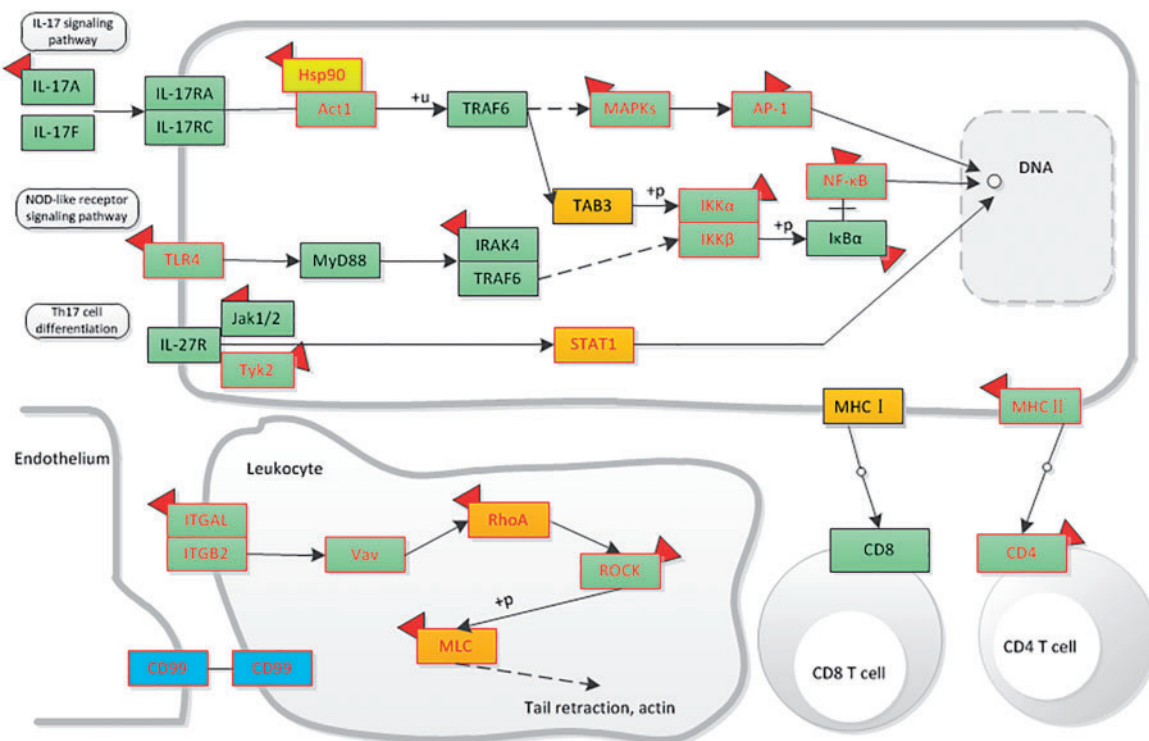 IL-17 signaling
pathway
IL-17A
IL-17F
IL-17RA
IL-17RC
Hsp90
Act1
+u
TRAF6
MAPKs
AP-1
DNA
NOD-like receptor
signaling pathway
TAB3
+p
IKKα
IKKβ
+p
NF-κB
IκBα
TLR4
MyD88
IRAK4
TRAF6
Th17 cell
differentiation
IL-27R
Jak1/2
Tyk2
STAT1
MHC Ⅰ
MHC Ⅱ
Endothelium
Leukocyte
ITGAL
ITGB2
Vav
RhoA
ROCK
+p
MLC
CD99
CD99
Tail retraction, actin
CD8
CD4
CD8 T cell
CD4 T cell